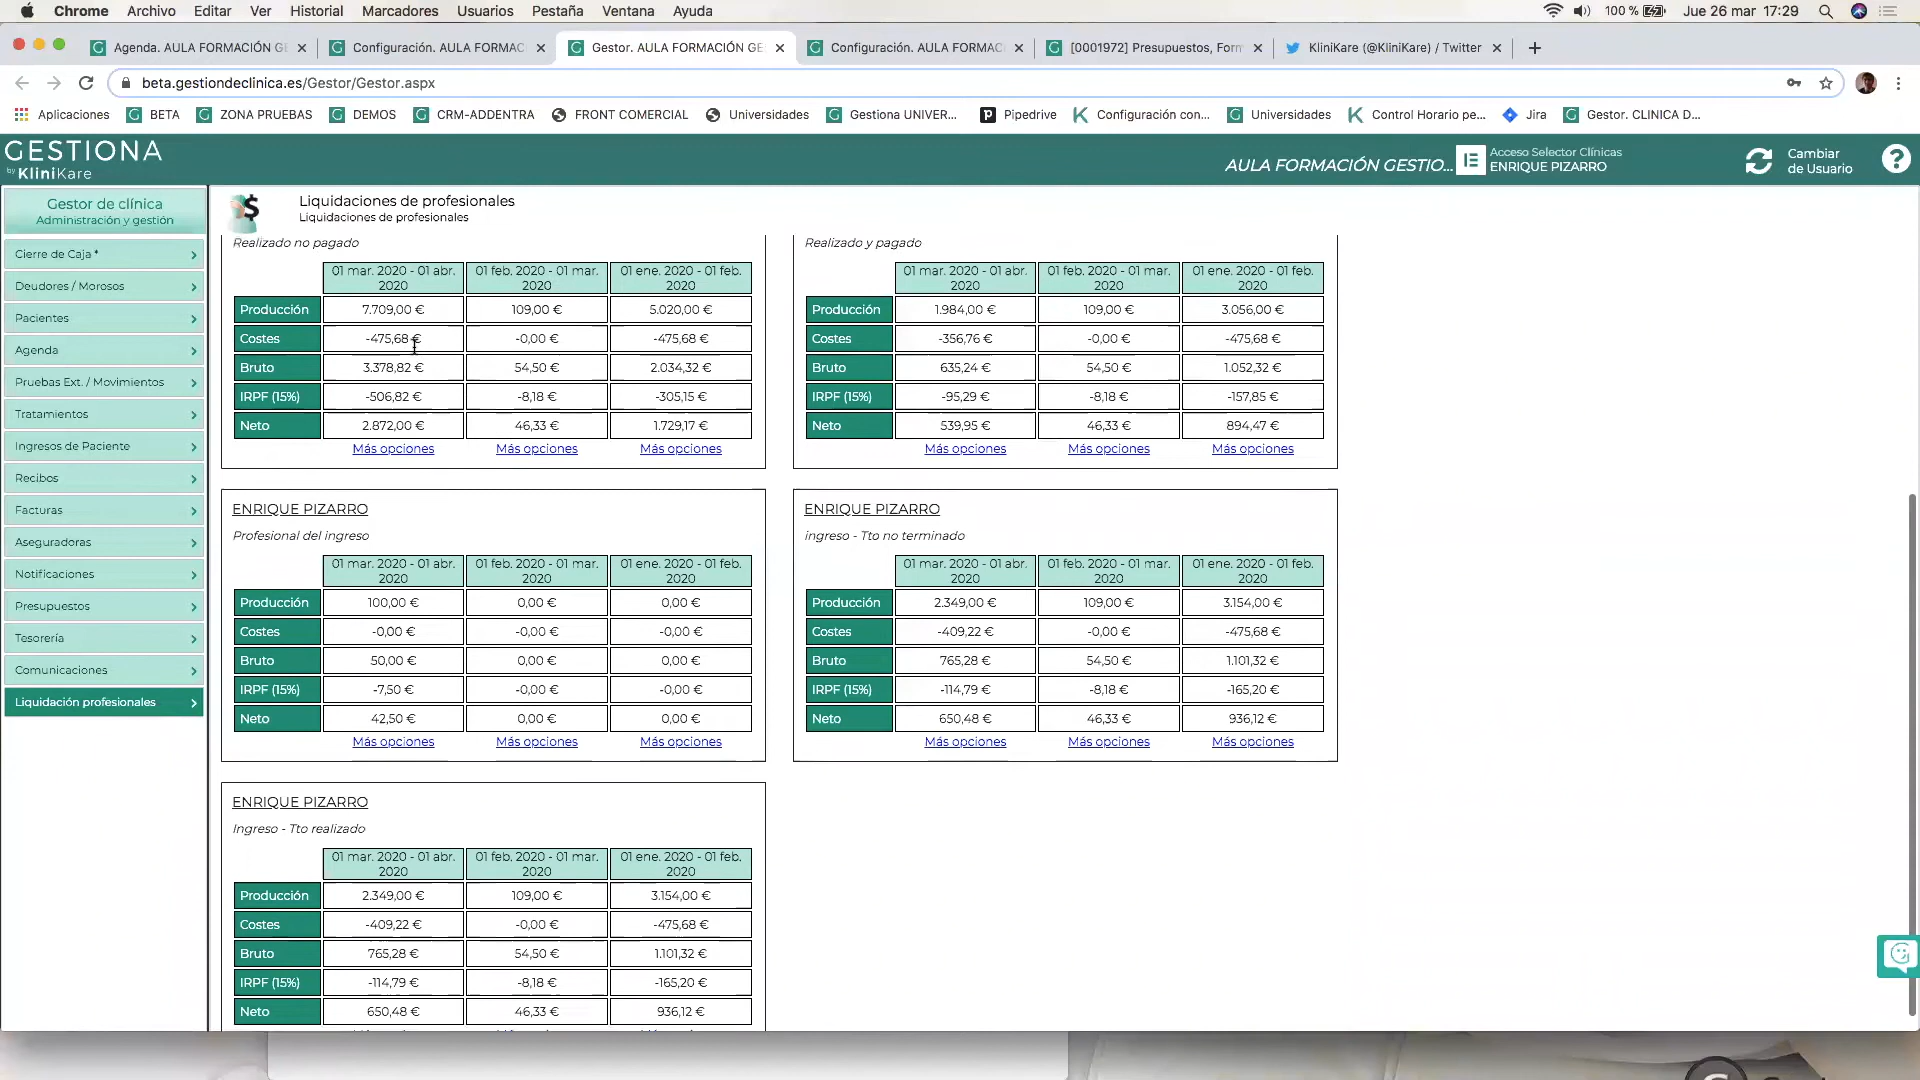 Chrome Archivo Editar Ver Historial Marcadores Usuarios Pestaña Ventana Ayuda 100 % Jue 26 mar 17:29
Agenda. AULA FORMACIÓN GE Configuración. AULA FORMAC Gestor. AULA FORMACIÓN GE Configuración. AULA FORMAC [0001972] Presupuestos, Form KliniKare (@KliniKare) / Twitter
beta.gestiondeclinica.es/Gestor/Gestor.aspx
Aplicaciones BETA ZONA PRUEBAS DEMOS CRM-ADDENTRA FRONT COMERCIAL Universidades Gestiona UNIVER... Pipedrive Configuración con... Universidades Control Horario pe... Jira Gestor. CLINICA D...
GESTIONA
by KliniKare
AULA FORMACIÓN GESTIO...
Acceso Selector Clínicas
ENRIQUE PIZARRO
Cambiar
de Usuario
Gestor de clínica
Administración y gestión
Cierre de Caja *
Deudores / Morosos
Pacientes
Agenda
Pruebas Ext. / Movimientos
Tratamientos
Ingresos de Paciente
Recibos
Facturas
Aseguradoras
Notificaciones
Presupuestos
Tesorería
Comunicaciones
Liquidación profesionales
Liquidaciones de profesionales
Liquidaciones de profesionales
Realizado no pagado
01 mar. 2020 - 01 abr. 2020 01 feb. 2020 - 01 mar. 2020 01 ene. 2020 - 01 feb. 2020
Producción 7.709,00 € 109,00 € 5.020,00 €
Costes -475,68 € -0,00 € -475,68 €
Bruto 3.378,82 € 54,50 € 2.034,32 €
IRPF (15%) -506,82 € -8,18 € -305,15 €
Neto 2.872,00 € 46,33 € 1.729,17 €
Más opciones Más opciones Más opciones
Realizado y pagado
01 mar. 2020 - 01 abr. 2020 01 feb. 2020 - 01 mar. 2020 01 ene. 2020 - 01 feb. 2020
Producción 1.984,00 € 109,00 € 3.056,00 €
Costes -356,76 € -0,00 € -475,68 €
Bruto 635,24 € 54,50 € 1.052,32 €
IRPF (15%) -95,29 € -8,18 € -157,85 €
Neto 539,95 € 46,33 € 894,47 €
Más opciones Más opciones Más opciones
ENRIQUE PIZARRO
Profesional del ingreso
01 mar. 2020 - 01 abr. 2020 01 feb. 2020 - 01 mar. 2020 01 ene. 2020 - 01 feb. 2020
Producción 100,00 € 0,00 € 0,00 €
Costes -0,00 € -0,00 € -0,00 €
Bruto 50,00 € 0,00 € 0,00 €
IRPF (15%) -7,50 € -0,00 € -0,00 €
Neto 42,50 € 0,00 € 0,00 €
Más opciones Más opciones Más opciones
ENRIQUE PIZARRO
ingreso - Tto no terminado
01 mar. 2020 - 01 abr. 2020 01 feb. 2020 - 01 mar. 2020 01 ene. 2020 - 01 feb. 2020
Producción 2.349,00 € 109,00 € 3.154,00 €
Costes -409,22 € -0,00 € -475,68 €
Bruto 765,28 € 54,50 € 1.101,32 €
IRPF (15%) -114,79 € -8,18 € -165,20 €
Neto 650,48 € 46,33 € 936,12 €
Más opciones Más opciones Más opciones
ENRIQUE PIZARRO
Ingreso - Tto realizado
01 mar. 2020 - 01 abr. 2020 01 feb. 2020 - 01 mar. 2020 01 ene. 2020 - 01 feb. 2020
Producción 2.349,00 € 109,00 € 3.154,00 €
Costes -409,22 € -0,00 € -475,68 €
Bruto 765,28 € 54,50 € 1.101,32 €
IRPF (15%) -114,79 € -8,18 € -165,20 €
Neto 650,48 € 46,33 € 936,12 €